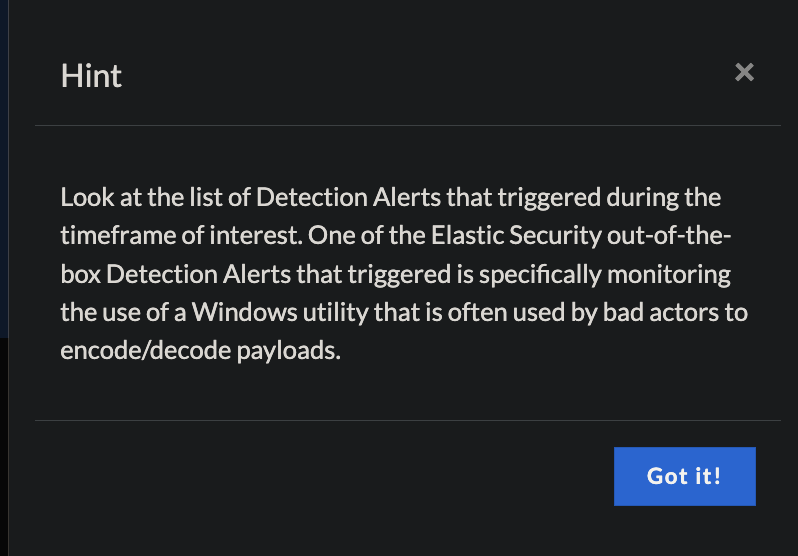 Hint
×
Look at the list of Detection Alerts that triggered during the
timeframe of interest. One of the Elastic Security out-of-the-
box Detection Alerts that triggered is specifically monitoring
the use of a Windows utility that is often used by bad actors to
encode/decode payloads.
Got it!